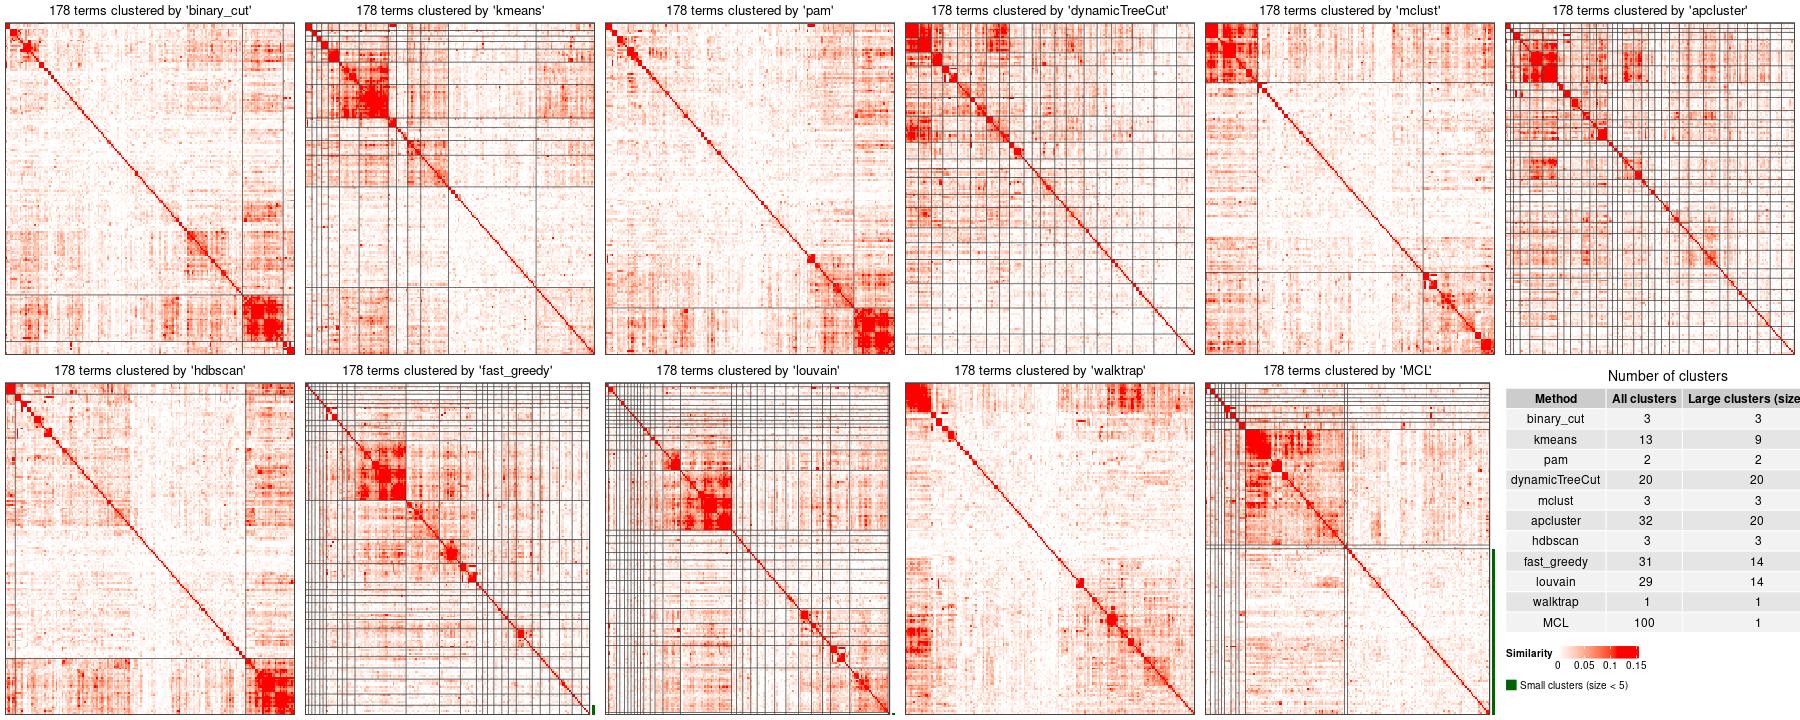 178 terms clustered by 'binary_cut'
178 terms clustered by 'kmeans'
178 terms clustered by 'pam'
178 terms clustered by 'dynamicTreeCut'
178 terms clustered by 'mclust'
178 terms clustered by 'apcluster'
178 terms clustered by 'hdbscan'
178 terms clustered by 'fast_greedy'
178 terms clustered by 'louvain'
178 terms clustered by 'walktrap'
178 terms clustered by 'MCL'
Number of clusters
Method All clusters Large clusters (size
binary_cut 3 3
kmeans 13 9
pam 2 2
dynamicTreeCut 20 20
mclust 3 3
apcluster 32 20
hdbscan 3 3
fast_greedy 31 14
louvain 29 14
walktrap 1 1
MCL 100 1
Similarity
0 0.05 0.1 0.15
Small clusters (size < 5)